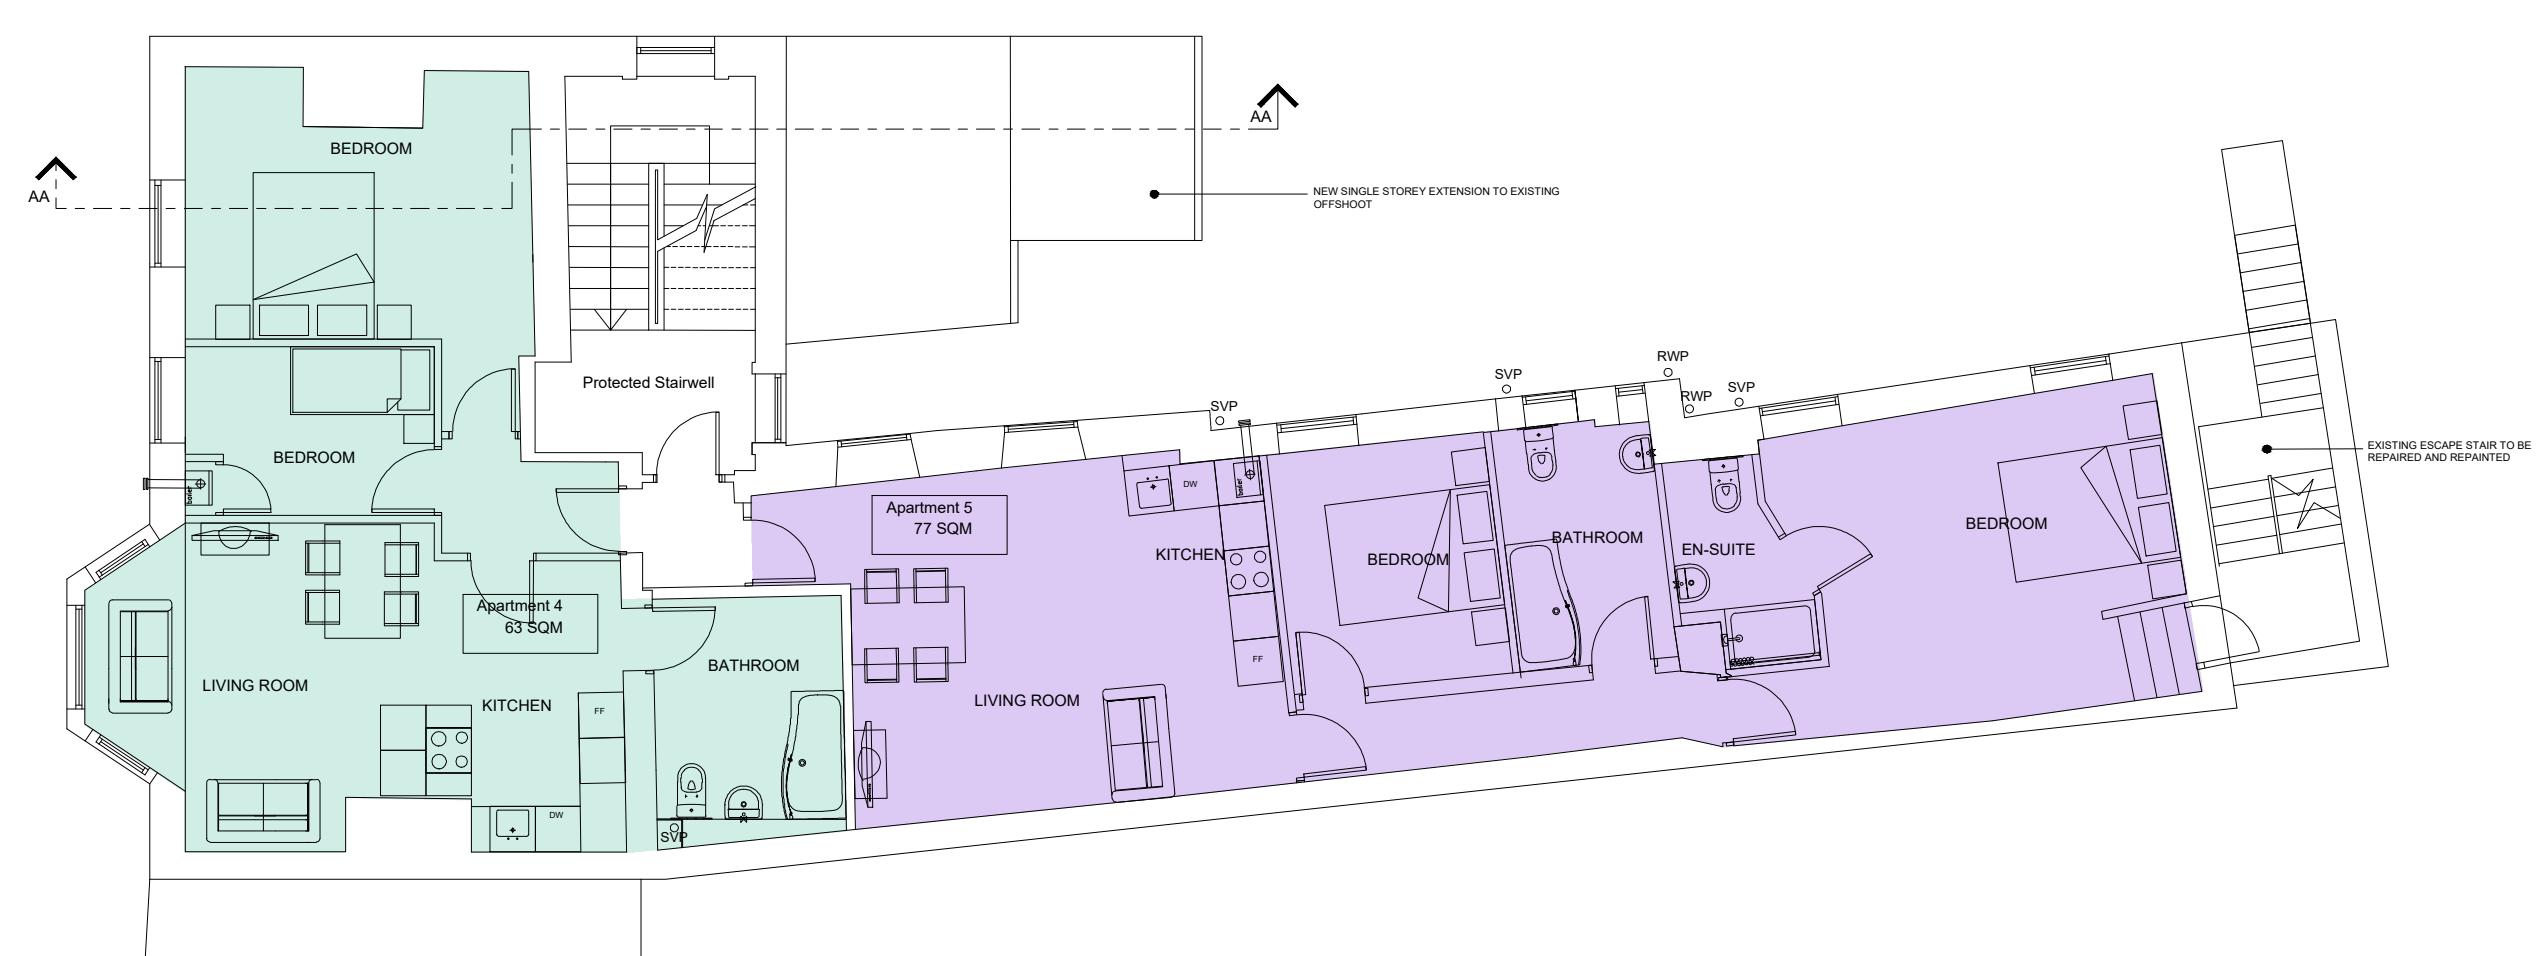 AA
AA
BEDROOM
NEW SINGLE STOREY EXTENSION TO EXISTING
OFFSHOOT
Protected Stairwell
BEDROOM
boiler
SVP
SVP
RWP
RWP
SVP
EXISTING ESCAPE STAIR TO BE
REPAIRED AND REPAINTED
Apartment 5
77 SQM
DW
boiler
KITCHEN
BEDROOM
BATHROOM
EN-SUITE
BEDROOM
FF
LIVING ROOM
Apartment 4
63 SQM
BATHROOM
LIVING ROOM
KITCHEN
FF
DW
SVP